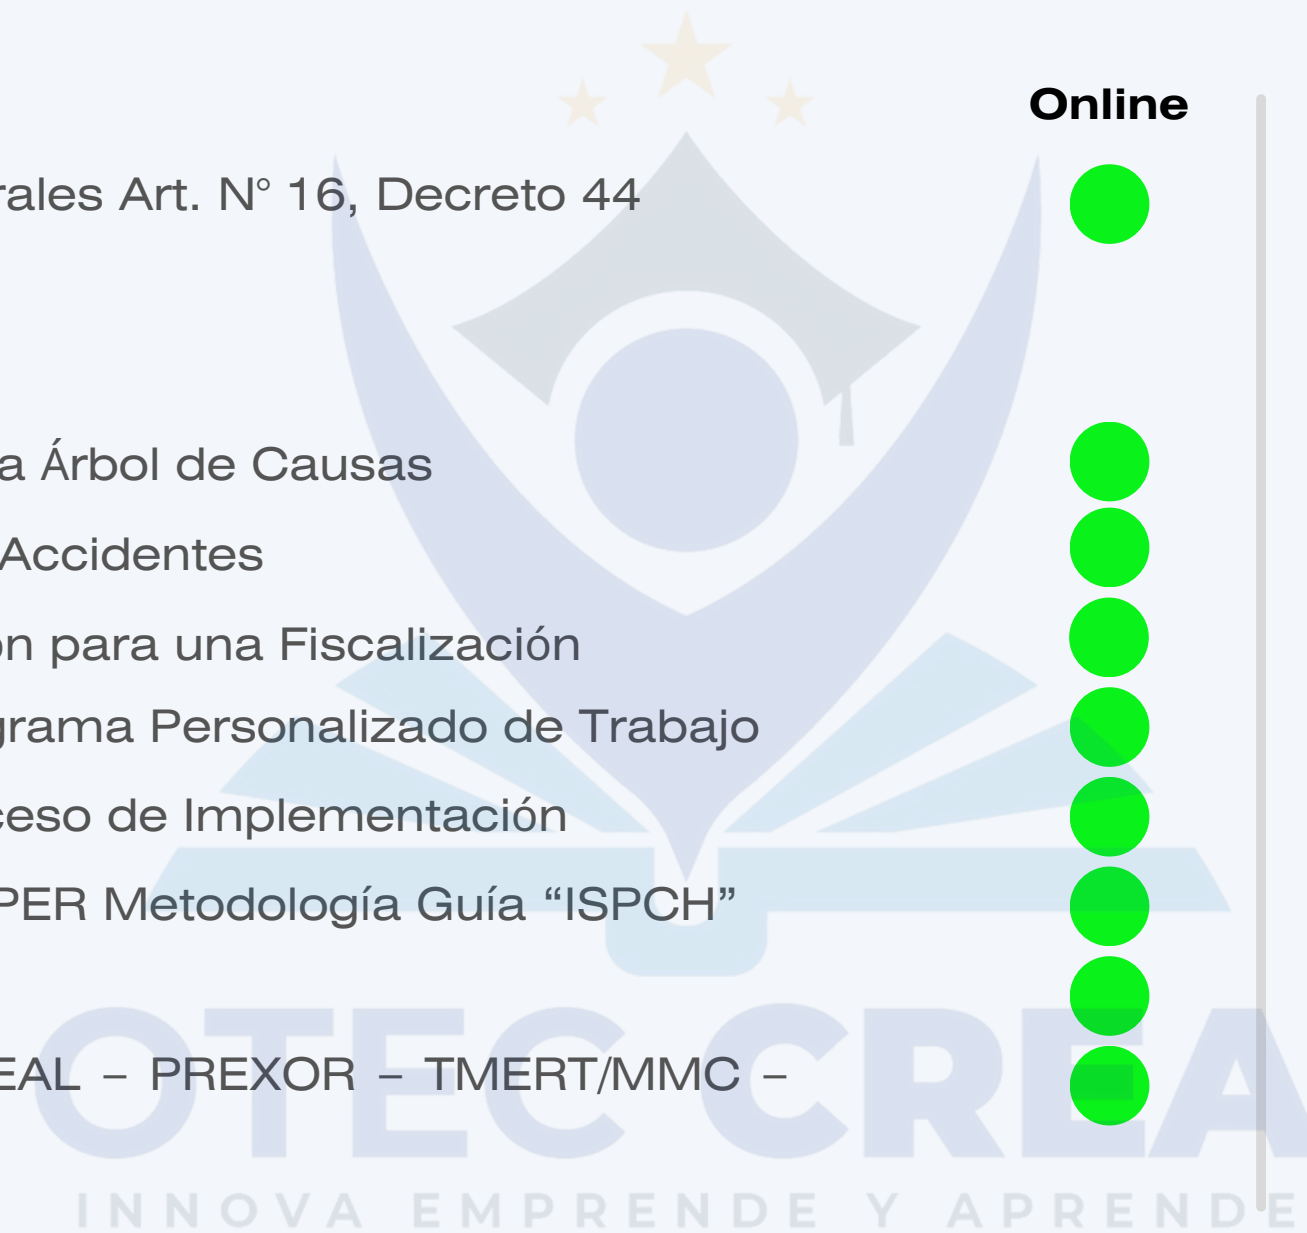 Online
rales Art. N° 16, Decreto 44
a Árbol de Causas
Accidentes
ón para una Fiscalización
grama Personalizado de Trabajo
ceso de Implementación
PER Metodología Guía “ISPCH”
EAL – PREXOR – TMERT/MMC –
OTEC CREA
INNOVA EMPRENDE Y APRENDE